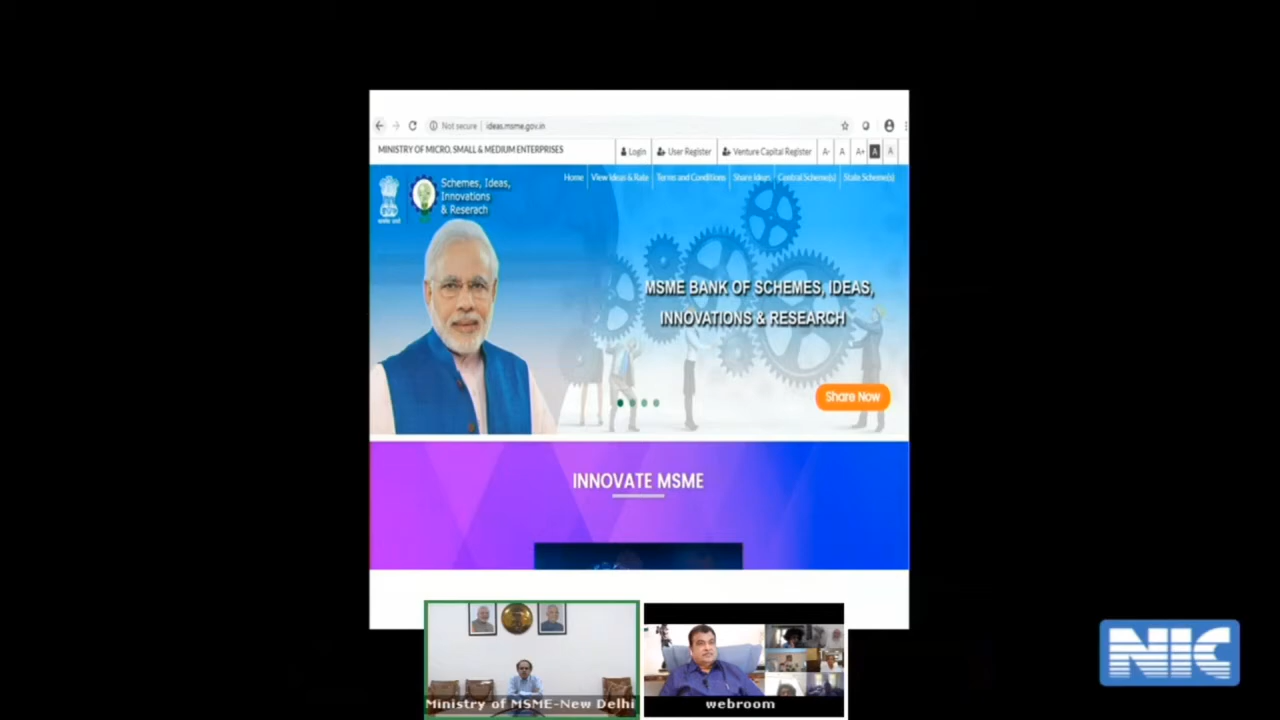 Not secure
ideas.msme.gov.in
MINISTRY OF MICRO, SMALL & MEDIUM ENTERPRISES
Login
User Register
Venture Capital Register
A-
A
A+
A
A
Home
View Ideas & Rate
Terms and Conditions
Share Ideas
Central Scheme(s)
State Scheme(s)
Schemes, Ideas,
Innovations
& Reserach
MSME BANK OF SCHEMES, IDEAS,
INNOVATIONS & RESEARCH
Share Now
INNOVATE MSME
Ministry of MSME-New Delhi
webroom
NIC